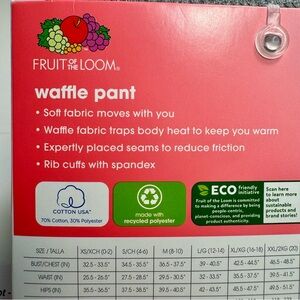 FRUIT OF THE LOOM®
waffle pant
• Soft fabric moves with you
• Waffle fabric traps body heat to keep you warm
• Expertly placed seams to reduce friction
• Rib cuffs with spandex
COTTON USA™
70% Cotton, 30% Polyester
made with
recycled polyester
ECO friendly
initiative
Fruit of the Loom is committed
to making a difference by being
people-centric,
planet-conscious, and providing
product authenticity.
Scan here
to learn more
about
sustainable
products and
brand stories!
SIZE / TALLA XS/XCH (0-2) S/CH (4-6) M (8-10) L/G (12-14) XL/XG (16-18) XXL/2XG (20)
BUST/CHEST (IN) 32.5 - 33.5" 34.5 - 35.5" 36.5 - 37.5" 39 - 40.5" 42.5 - 44.5" 46.5 - 48.5"
WAIST (IN) 25.5 - 26.5" 27.5 - 28.5" 29.5 - 30.5" 32 - 33.5" 35.5 - 37.5" 39.5 - 41.5"
HIPS (IN) 35.5 - 36.5" 37.5 - 38.5" 39.5 - 40.5" 42 - 43.5" 45.5 - 47.5"